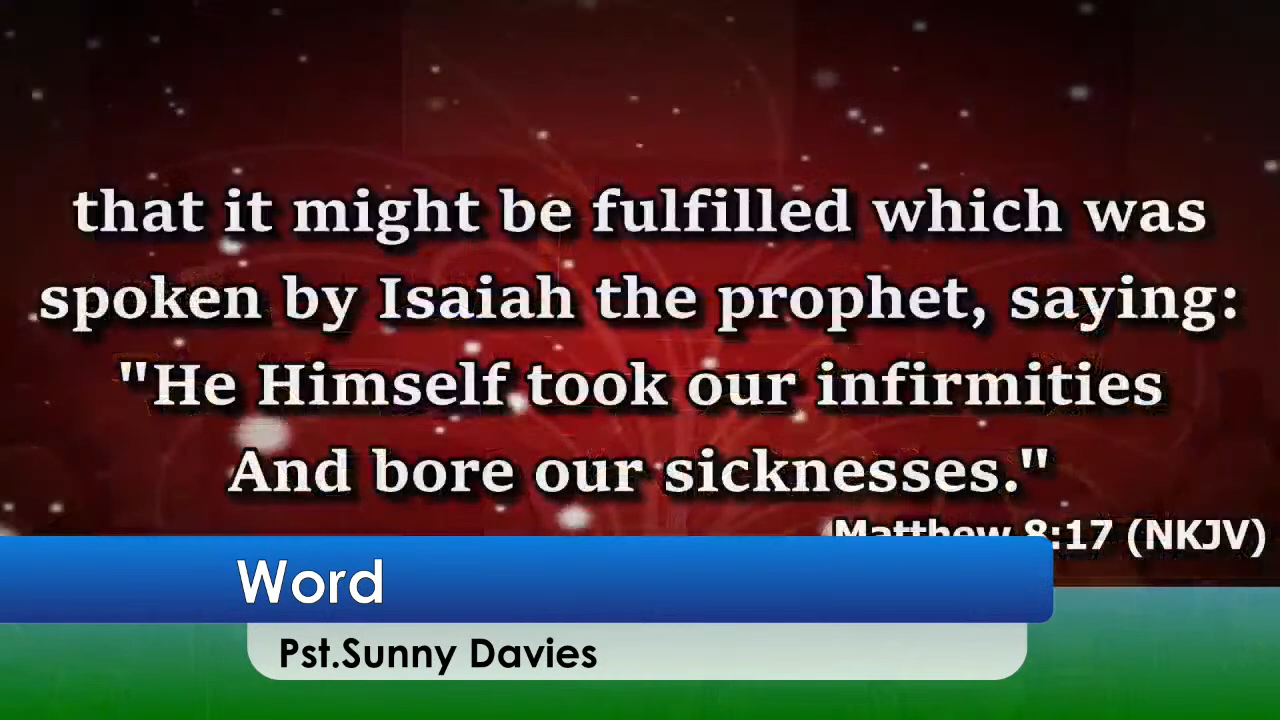 that it might be fulfilled which was
spoken by Isaiah the prophet, saying:
"He Himself took our infirmities
And bore our sicknesses."
Matthew 8:17 (NKJV)
Word
Pst.Sunny Davies